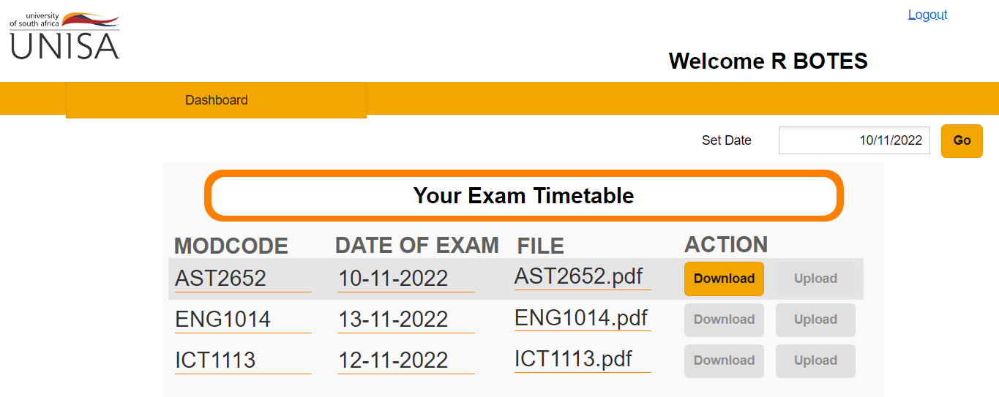 university
of south africa
UNISA
Logout
Welcome R BOTES
Dashboard
Set Date 10/11/2022 Go
Your Exam Timetable
MODCODE DATE OF EXAM FILE ACTION
AST2652 10-11-2022 AST2652.pdf Download Upload
ENG1014 13-11-2022 ENG1014.pdf Download Upload
ICT1113 12-11-2022 ICT1113.pdf Download Upload